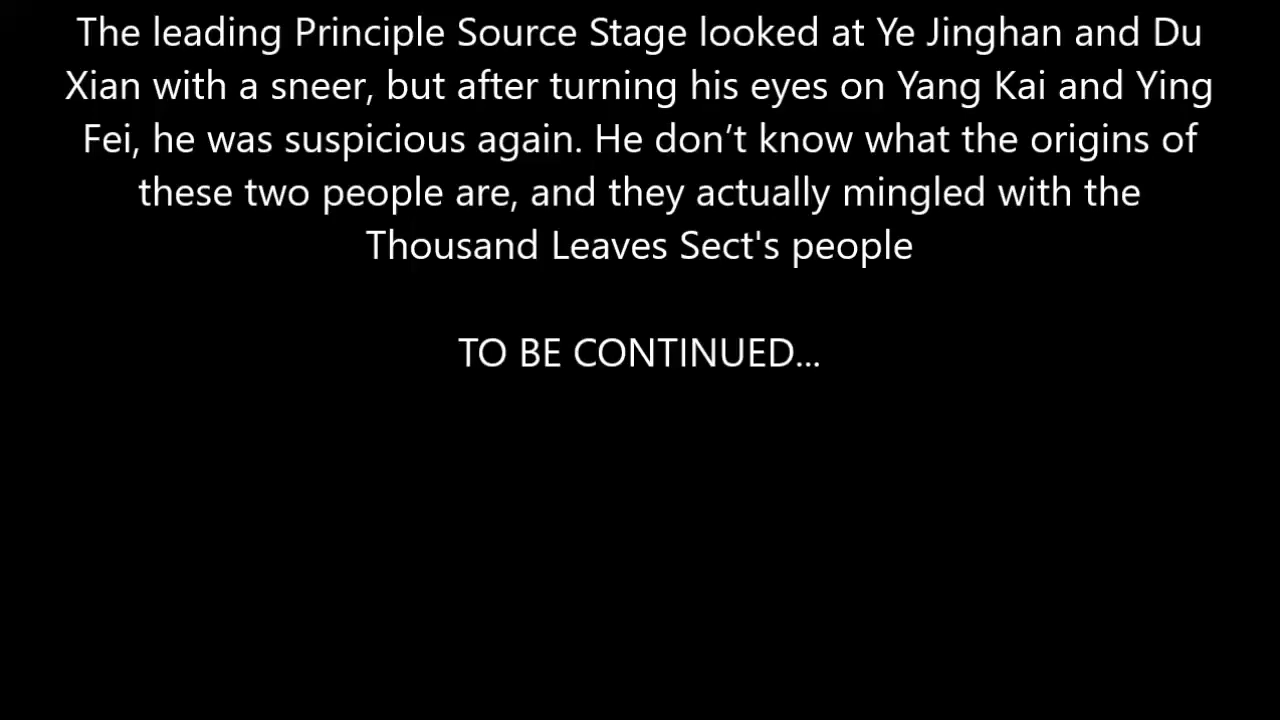 The leading Principle Source Stage looked at Ye Jinghan and Du
Xian with a sneer, but after turning his eyes on Yang Kai and Ying
Fei, he was suspicious again. He don’t know what the origins of
these two people are, and they actually mingled with the
Thousand Leaves Sect's people
TO BE CONTINUED...